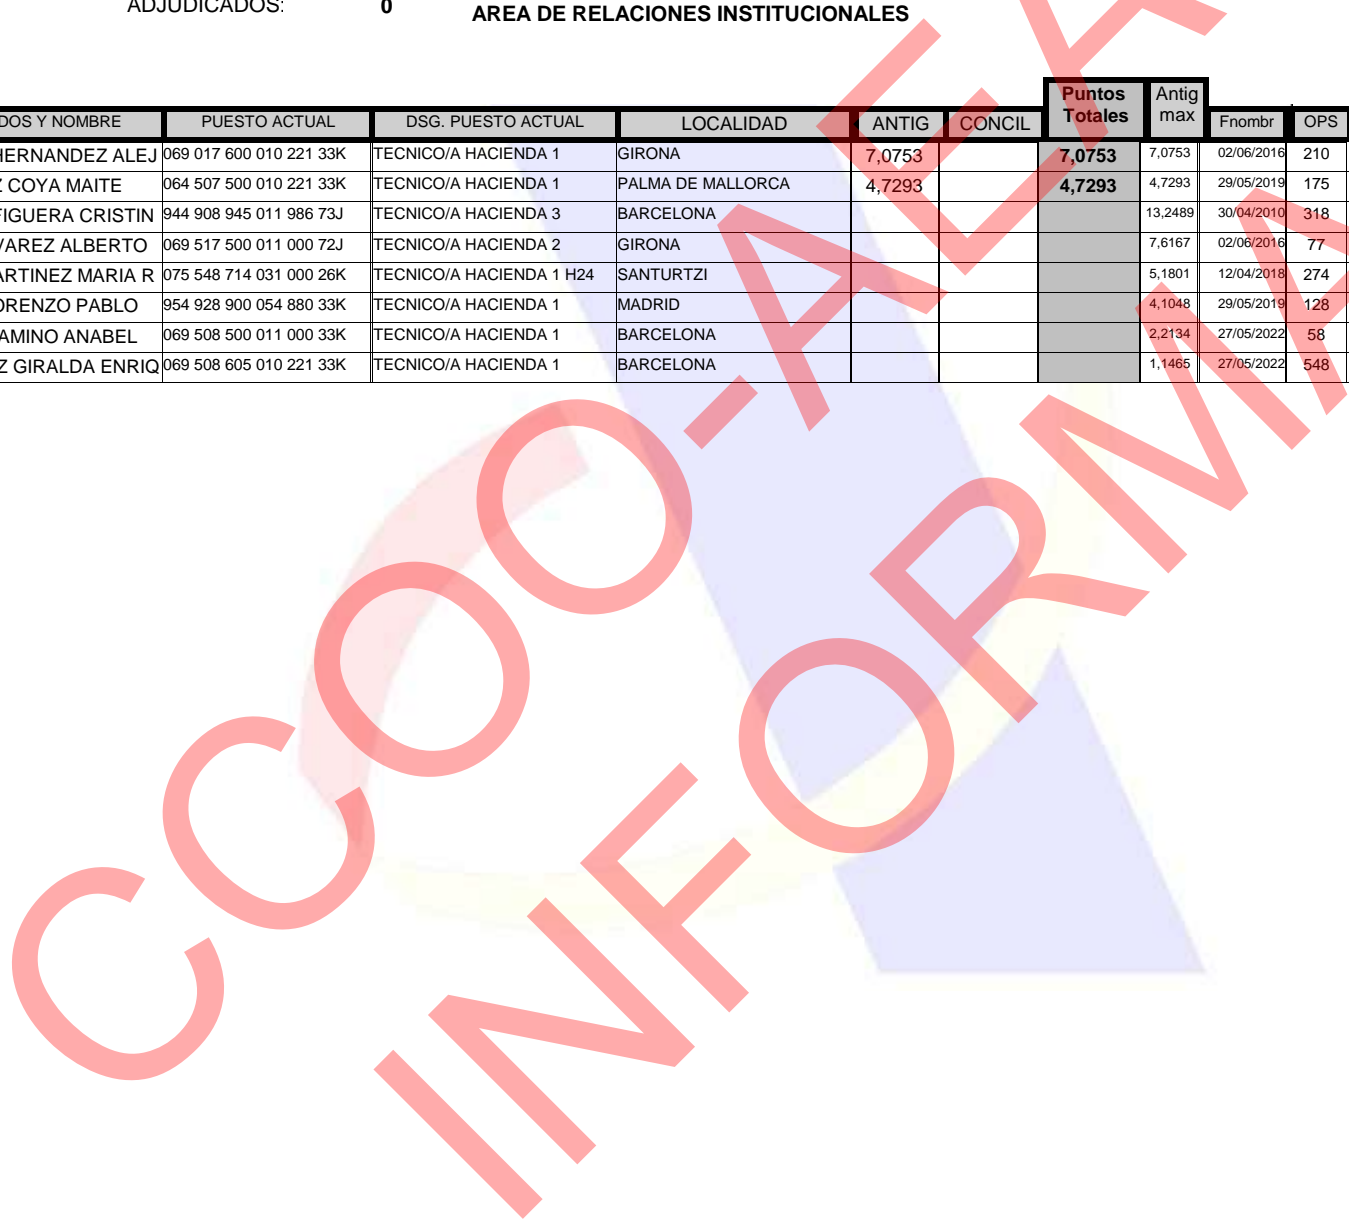 ADJUDICADOS: 0 AREA DE RELACIONES INSTITUCIONALES
DOS Y NOMBRE PUESTO ACTUAL DSG. PUESTO ACTUAL LOCALIDAD ANTIG CONCIL Puntos Totales Antig max Fnombr OPS
HERNANDEZ ALEJ 069 017 600 010 221 33K TECNICO/A HACIENDA 1 GIRONA 7,0753 7,0753 7,0753 02/06/2016 210
Z COYA MAITE 064 507 500 010 221 33K TECNICO/A HACIENDA 1 PALMA DE MALLORCA 4,7293 4,7293 4,7293 29/05/2019 175
FIGUERA CRISTIN 944 908 945 011 986 73J TECNICO/A HACIENDA 3 BARCELONA 13,2489 30/04/2010 318
VAREZ ALBERTO 069 517 500 011 000 72J TECNICO/A HACIENDA 2 GIRONA 7,6167 02/06/2016 77
ARTINEZ MARIA R 075 548 714 031 000 26K TECNICO/A HACIENDA 1 H24 SANTURTZI 5,1801 12/04/2018 274
ORENZO PABLO 954 928 900 054 880 33K TECNICO/A HACIENDA 1 MADRID 4,1048 29/05/2019 128
AMINO ANABEL 069 508 500 011 000 33K TECNICO/A HACIENDA 1 BARCELONA 2,2134 27/05/2022 58
Z GIRALDA ENRIQ 069 508 605 010 221 33K TECNICO/A HACIENDA 1 BARCELONA 1,1465 27/05/2022 548
CCOO-AEA
INFORMA